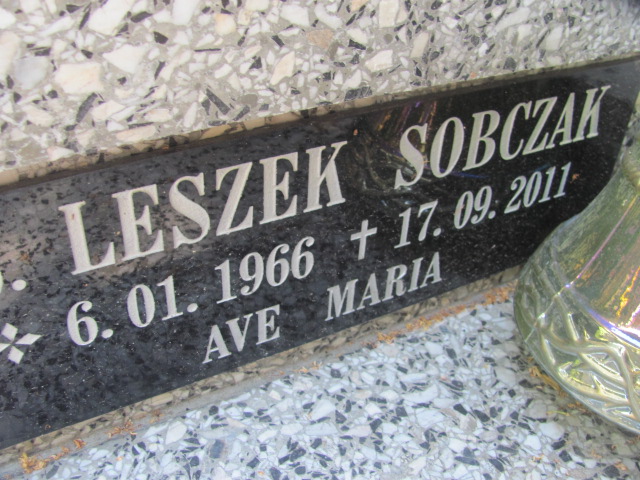 LESZEK SOBCZAK
6. 01. 1966 ✝ 17. 09. 2011
AVE MARIA